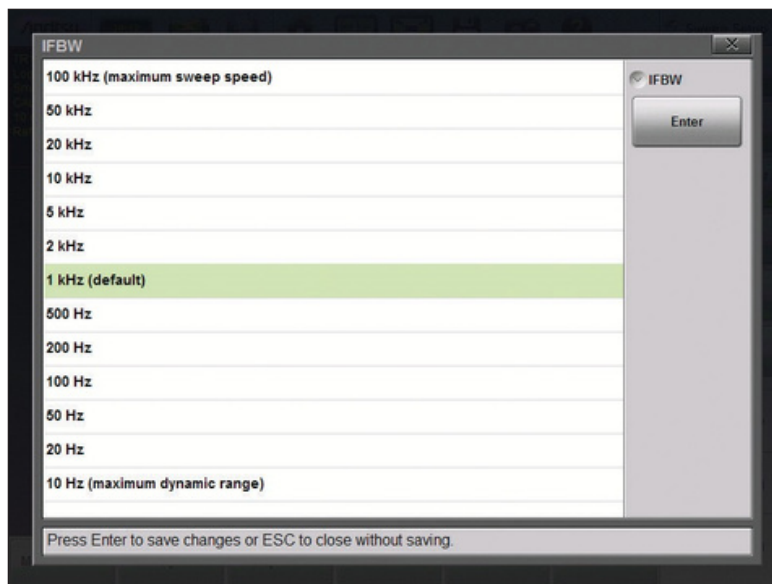 IFBW
100 kHz (maximum sweep speed)
50 kHz
20 kHz
10 kHz
5 kHz
2 kHz
1 kHz (default)
500 Hz
200 Hz
100 Hz
50 Hz
20 Hz
10 Hz (maximum dynamic range)
IFBW
Enter
Press Enter to save changes or ESC to close without saving.